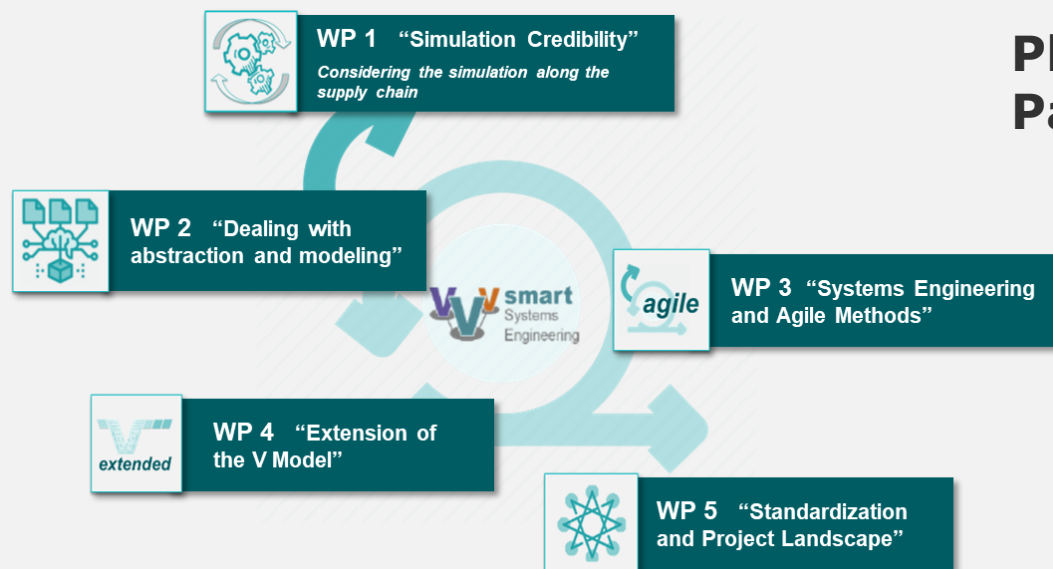 WP 1 “Simulation Credibility”
Considering the simulation along the
supply chain
WP 2 “Dealing with
abstraction and modeling”
smart
Systems
Engineering
agile
WP 3 “Systems Engineering
and Agile Methods”
extended
WP 4 “Extension of
the V Model”
WP 5 “Standardization
and Project Landscape”